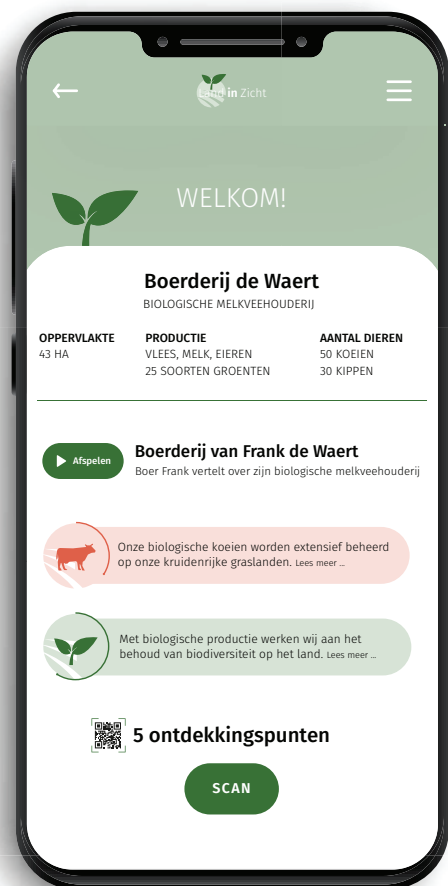 Land in Zicht
WELKOM!
Boerderij de Waert
BIOLOGISCHE MELKVEEHOUDERIJ
OPPERVLAKTE
43 HA
PRODUCTIE
VLEES, MELK, EIEREN
25 SOORTEN GROENTEN
AANTAL DIEREN
50 KOEIEN
30 KIPPEN
Afspelen
Boerderij van Frank de Waert
Boer Frank vertelt over zijn biologische melkveehouderij
Onze biologische koeien worden extensief beheerd
op onze kruidenrijke graslanden. Lees meer ...
Met biologische productie werken wij aan het
behoud van biodiversiteit op het land. Lees meer ...
5 ontdekkingspunten
SCAN